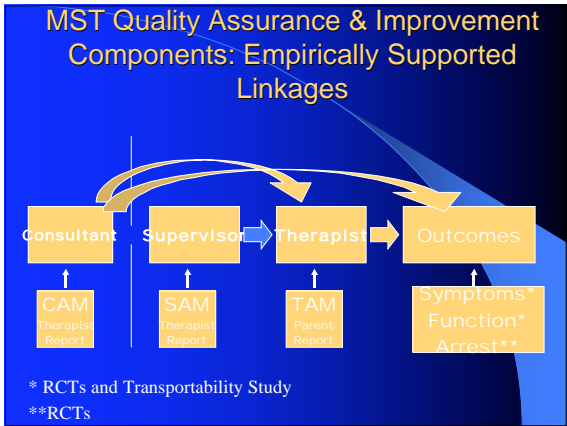 MST Quality Assurance & Improvement
Components: Empirically Supported
Linkages
Consultant
Supervisor
Therapist
Outcomes
CAM
Therapist
Report
SAM
Therapist
Report
TAM
Parent
Report
Symptoms*
Function*
Arrest**
* RCTs and Transportability Study
**RCTs